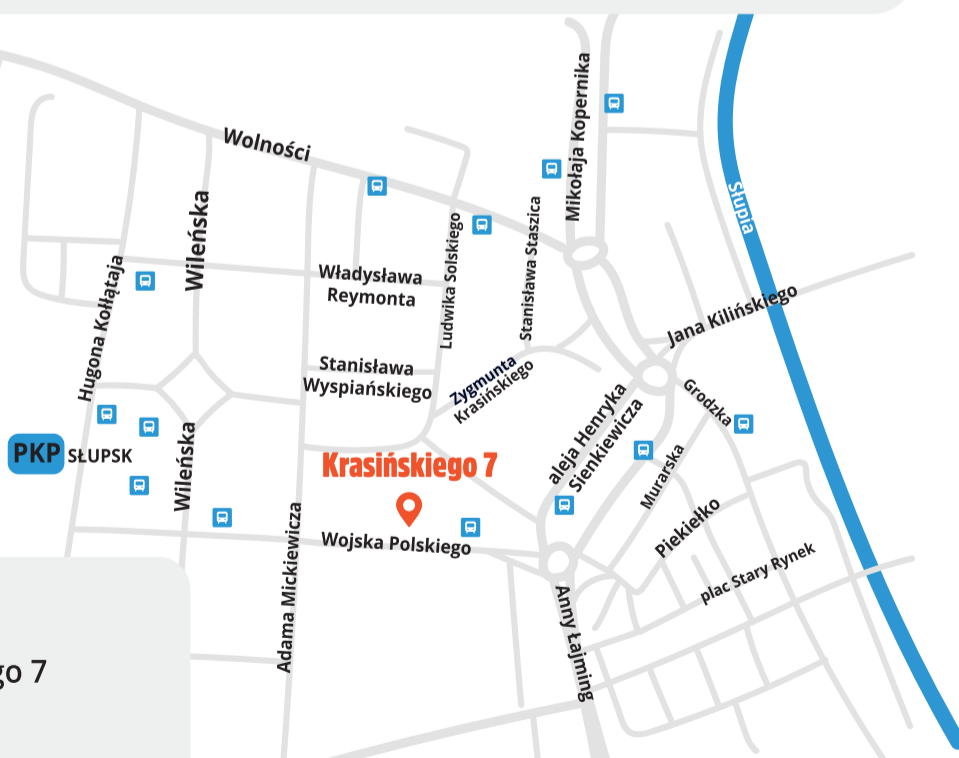 Wolności
Mikołaja Kopernika
Słupia
Wileńska
Stanisława Staszica
Ludwika Sołskiego
Władysława
Reymonta
Hugona Kołłątaja
Jana Kilińskiego
Stanisława
Wyspiańskiego
Zygmunta
Krasińskiego
Grodzka
aleja Henryka
Sienkiewicza
PKP SŁUPSK
Wileńska
Krasińskiego 7
Murarska
Adama Mickiewicza
Wojska Polskiego
Piekiełko
plac Stary Rynek
Anny Łajming
go 7